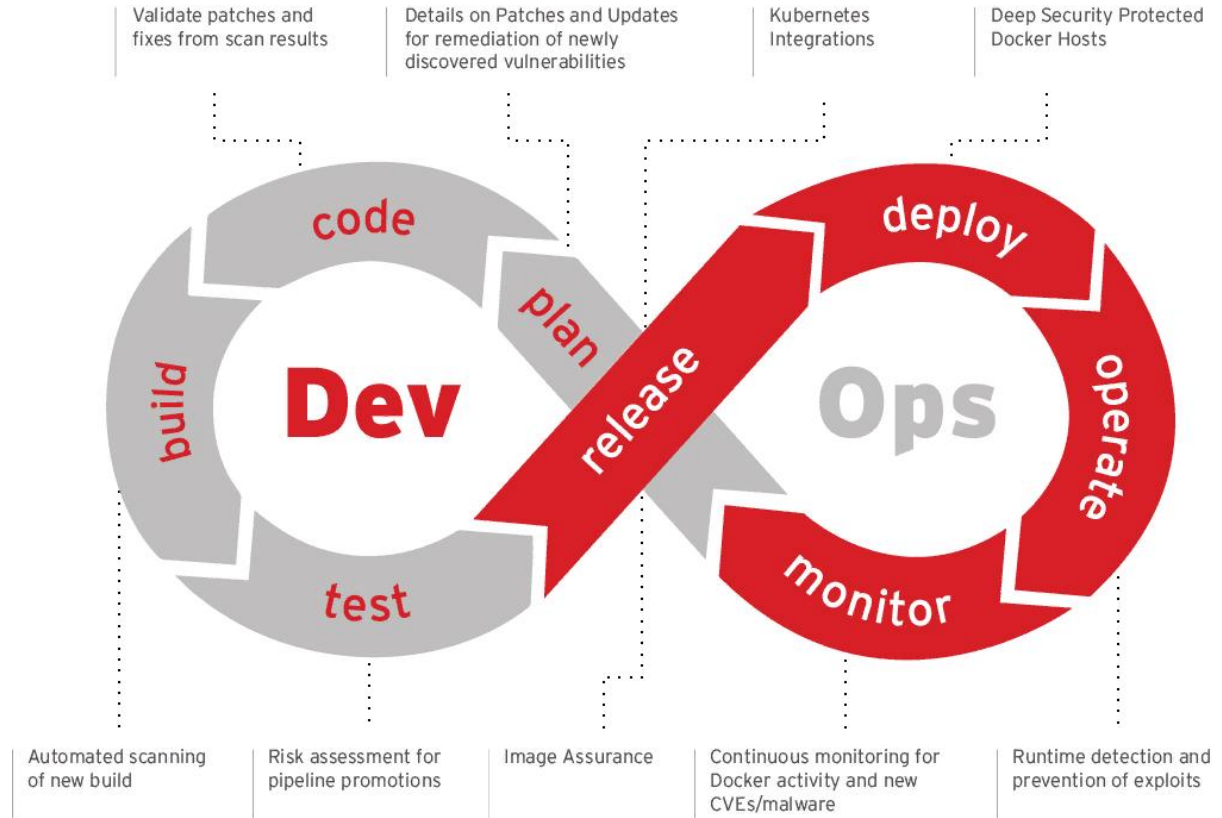 Validate patches and
fixes from scan results
Details on Patches and Updates
for remediation of newly
discovered vulnerabilities
Kubernetes
Integrations
Deep Security Protected
Docker Hosts
code
deploy
plan
build
Dev
release
Ops
operate
test
monitor
Automated scanning
of new build
Risk assessment for
pipeline promotions
Image Assurance
Continuous monitoring for
Docker activity and new
CVEs/malware
Runtime detection and
prevention of exploits